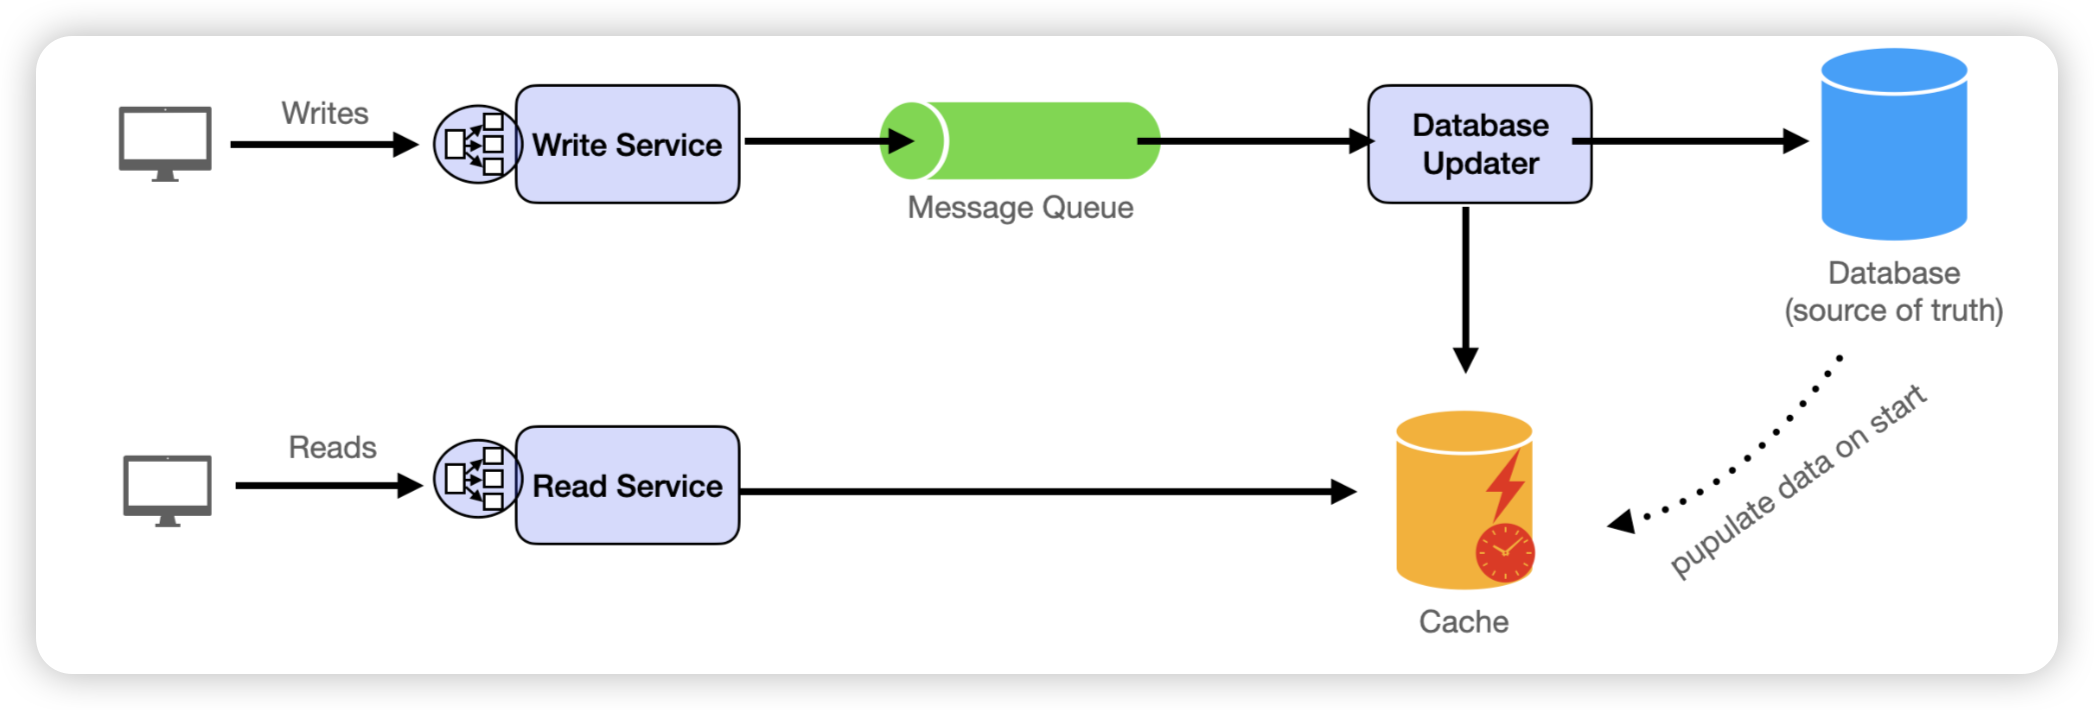 Writes
Write Service
Message Queue
Database
Updater
Database
(source of truth)
Reads
Read Service
Cache
pupulate data on start